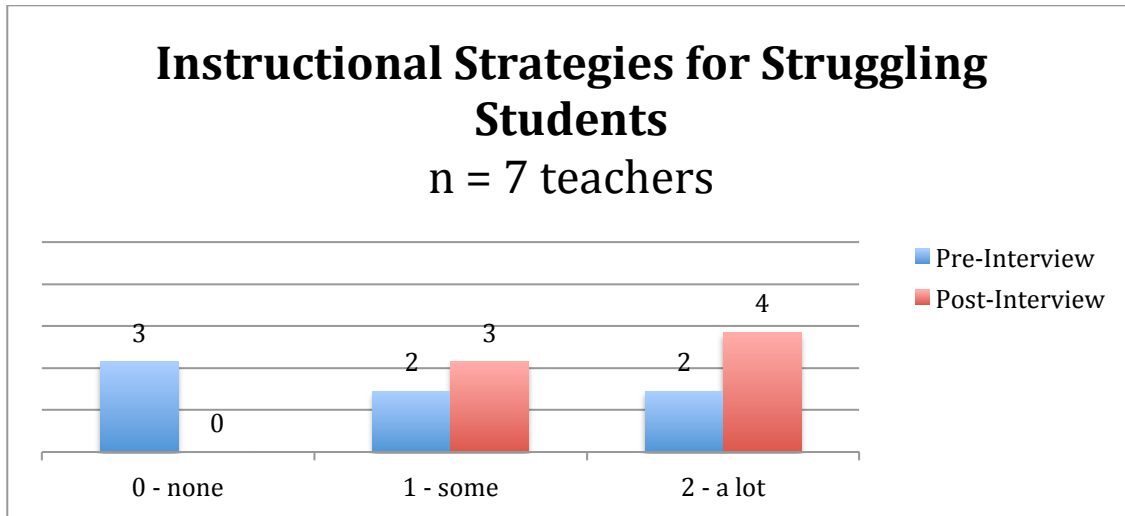 Instructional Strategies for Struggling
Students
n = 7 teachers
Pre-Interview
Post-Interview
3
0
2
3
2
4
0 - none
1 - some
2 - a lot